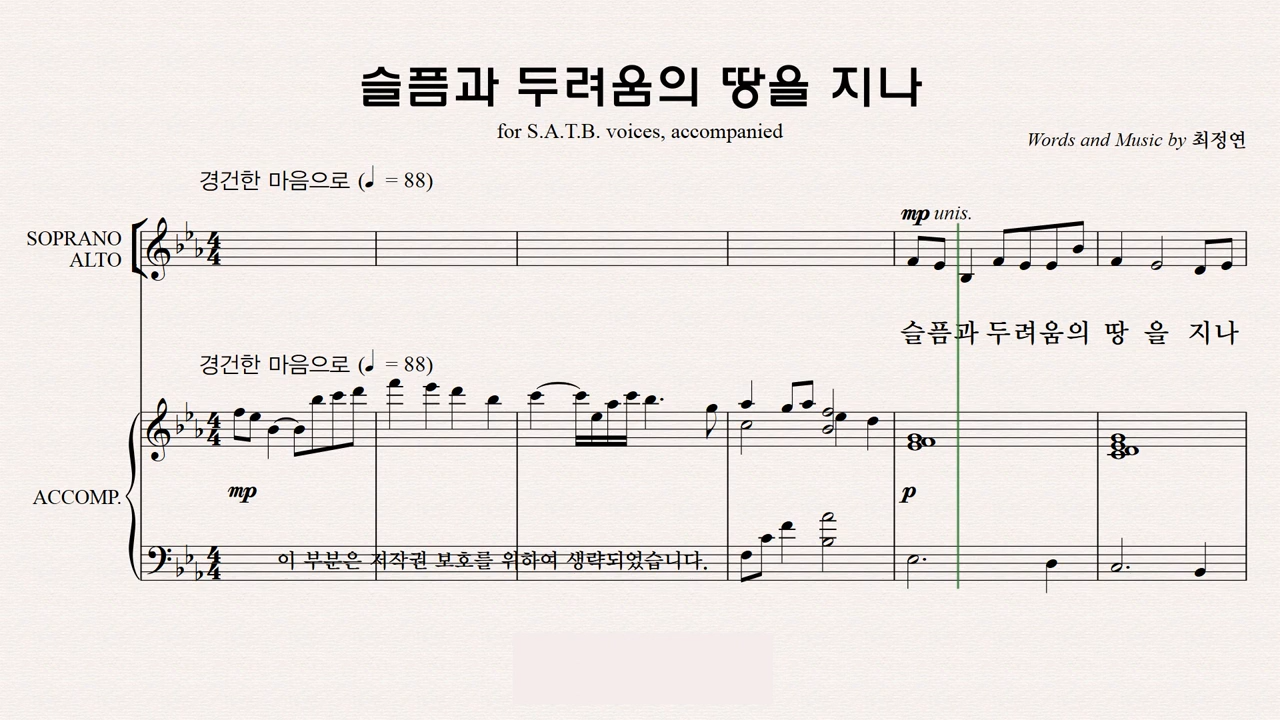 슬픔과 두려움의 땅을 지나
for S.A.T.B. voices, accompanied
Words and Music by 최정연
경건한 마음으로 (♩ = 88)
mp unis.
SOPRANO
ALTO
슬픔과 두려움의 땅 을 지나
경건한 마음으로 (♩ = 88)
ACCOMP.
mp
p
이 부분은 저작권 보호를 위하여 생략되었습니다.